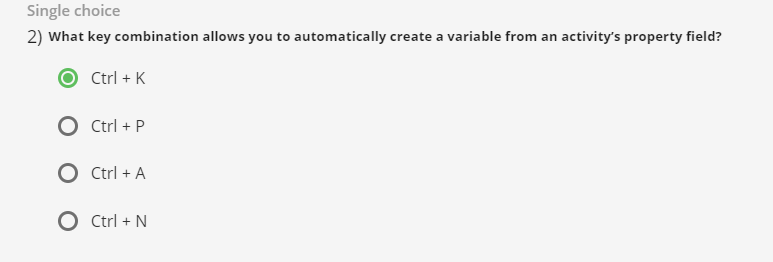 Single choice
2) What key combination allows you to automatically create a variable from an activity's property field?
Ctrl + K
Ctrl + P
Ctrl + A
Ctrl + N